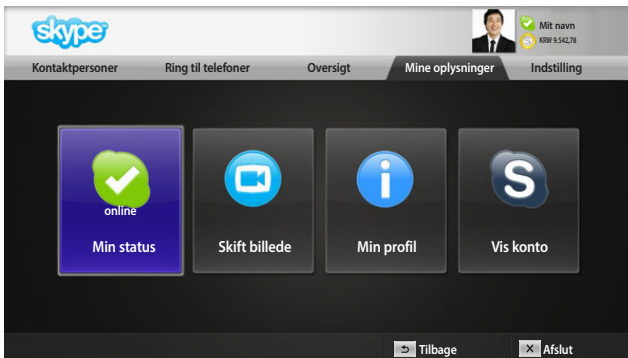 skype
Mit navn
KRW 9.542,78
Kontaktpersoner Ring til telefoner Oversigt Mine oplysninger Indstilling
online
Min status Skift billede Min profil Vis konto
Tilbage Afslut